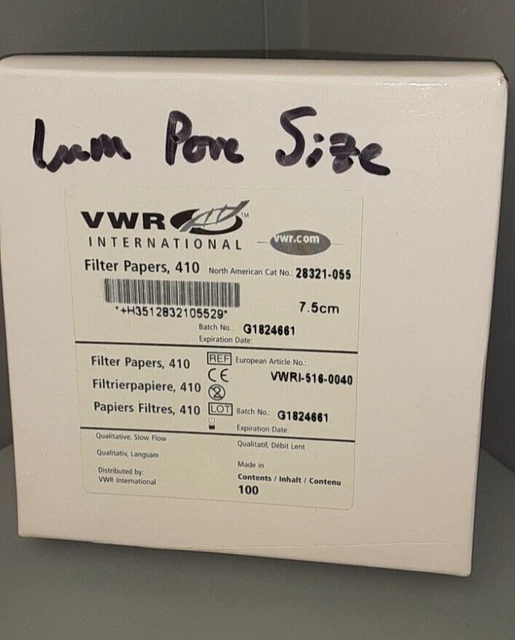 1um Pore Size
VWR™
INTERNATIONAL
vwr.com
Filter Papers, 410 North American Cat No.: 28321-055
*+H3512832105529*
7.5cm
Batch No.: G1824661
Expiration Date:
Filter Papers, 410 REF European Article No.:
Filtrierpapiere, 410 CE VWRI-516-0040
Papiers Filtres, 410 LOT Batch No.: G1824661
Expiration Date:
Qualitative, Slow Flow Qualitatif, Débit Lent
Qualitativ, Langsam
Made in
Distributed by: Contents / Inhalt / Contenu
VWR International 100